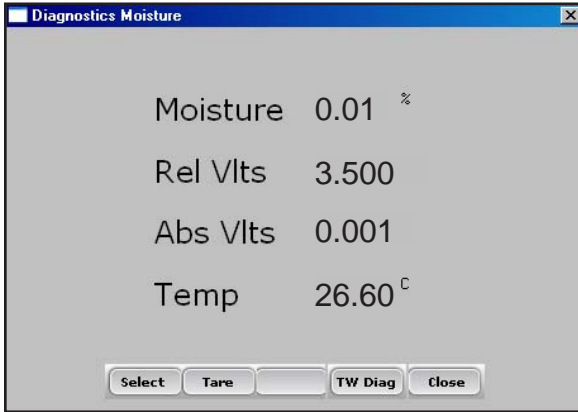 Diagnostics Moisture
Moisture 0.01 %
Rel Vlts 3.500
Abs Vlts 0.001
Temp 26.60 C
Select Tare TW Diag Close